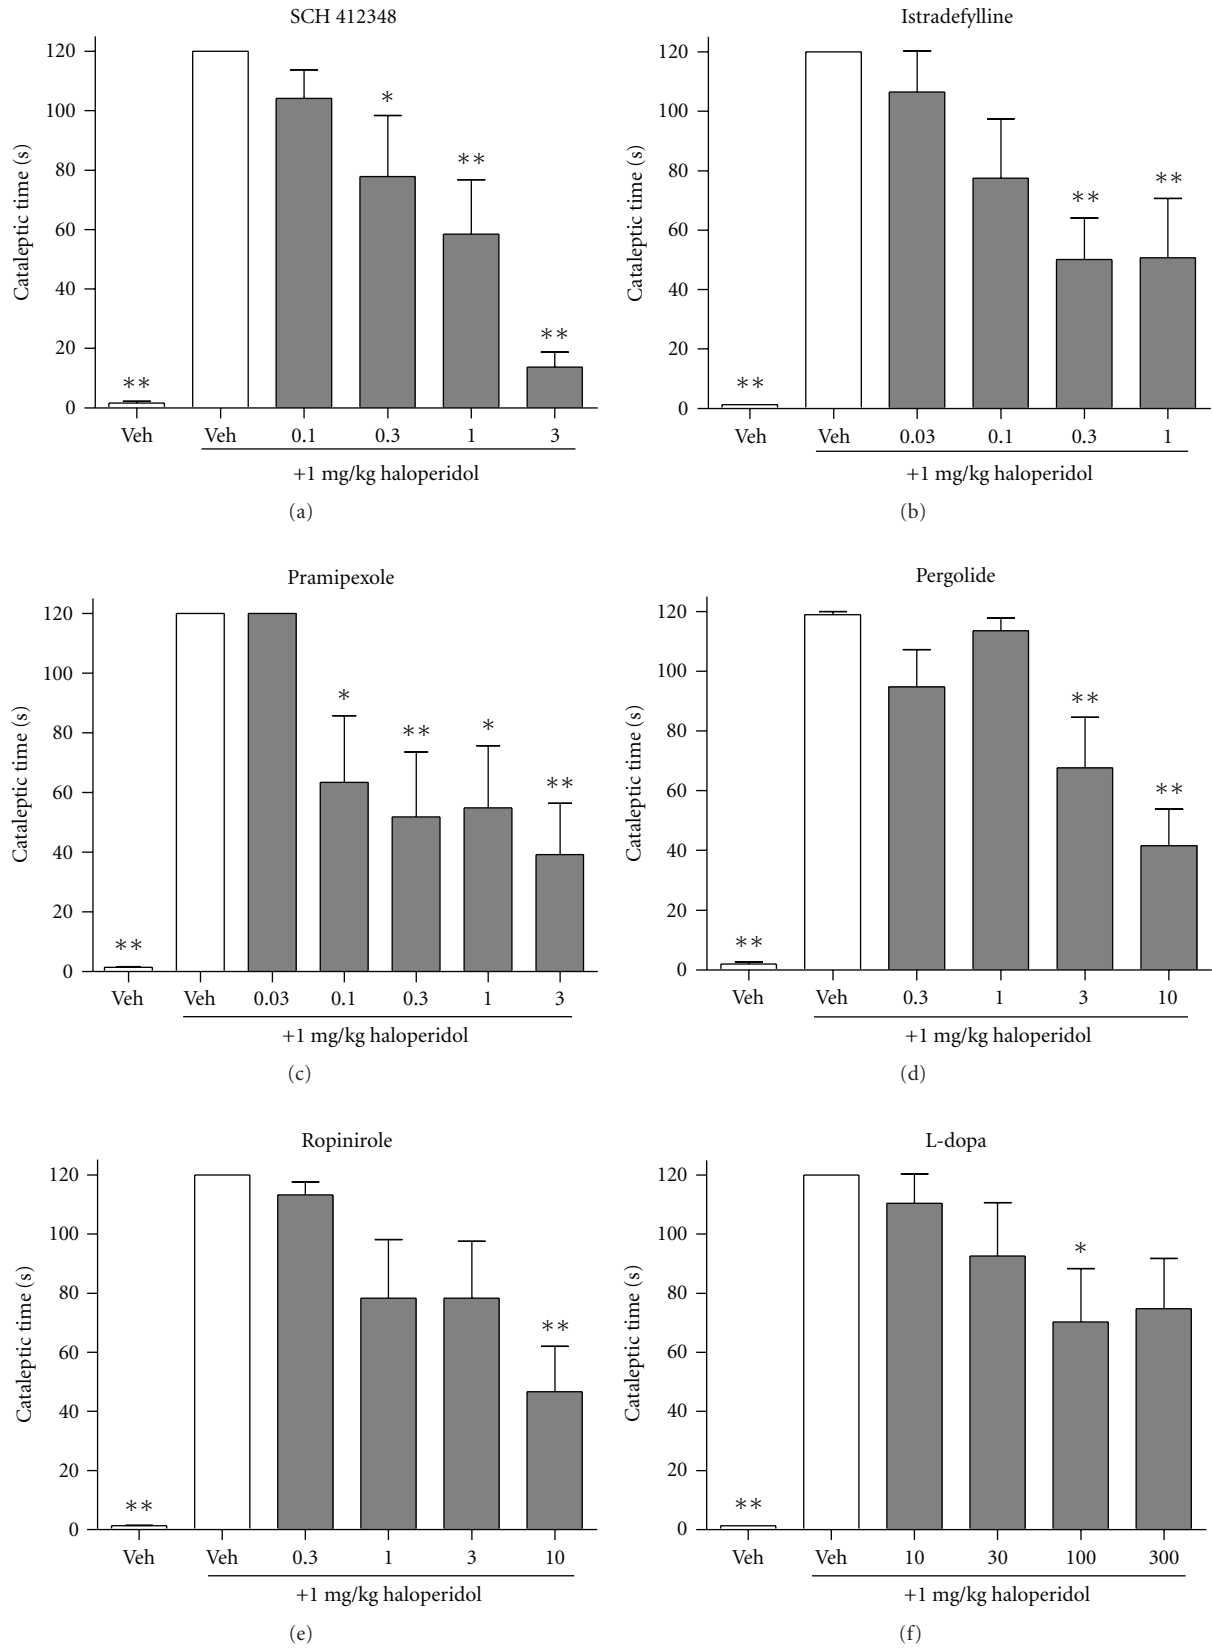 SCH 412348
Cataleptic time (s)
120
100
80
60
40
20
0
*
**
**
**
Veh Veh 0.1 0.3 1 3
+1 mg/kg haloperidol
(a)
Istradefylline
Cataleptic time (s)
120
100
80
60
40
20
0
**
**
**
Veh Veh 0.03 0.1 0.3 1
+1 mg/kg haloperidol
(b)
Pramipexole
Cataleptic time (s)
120
100
80
60
40
20
0
*
**
*
**
**
Veh Veh 0.03 0.1 0.3 1 3
+1 mg/kg haloperidol
(c)
Pergolide
Cataleptic time (s)
120
100
80
60
40
20
0
**
**
**
Veh Veh 0.3 1 3 10
+1 mg/kg haloperidol
(d)
Ropinirole
Cataleptic time (s)
120
100
80
60
40
20
0
**
**
Veh Veh 0.3 1 3 10
+1 mg/kg haloperidol
(e)
L-dopa
Cataleptic time (s)
120
100
80
60
40
20
0
*
**
Veh Veh 10 30 100 300
+1 mg/kg haloperidol
(f)